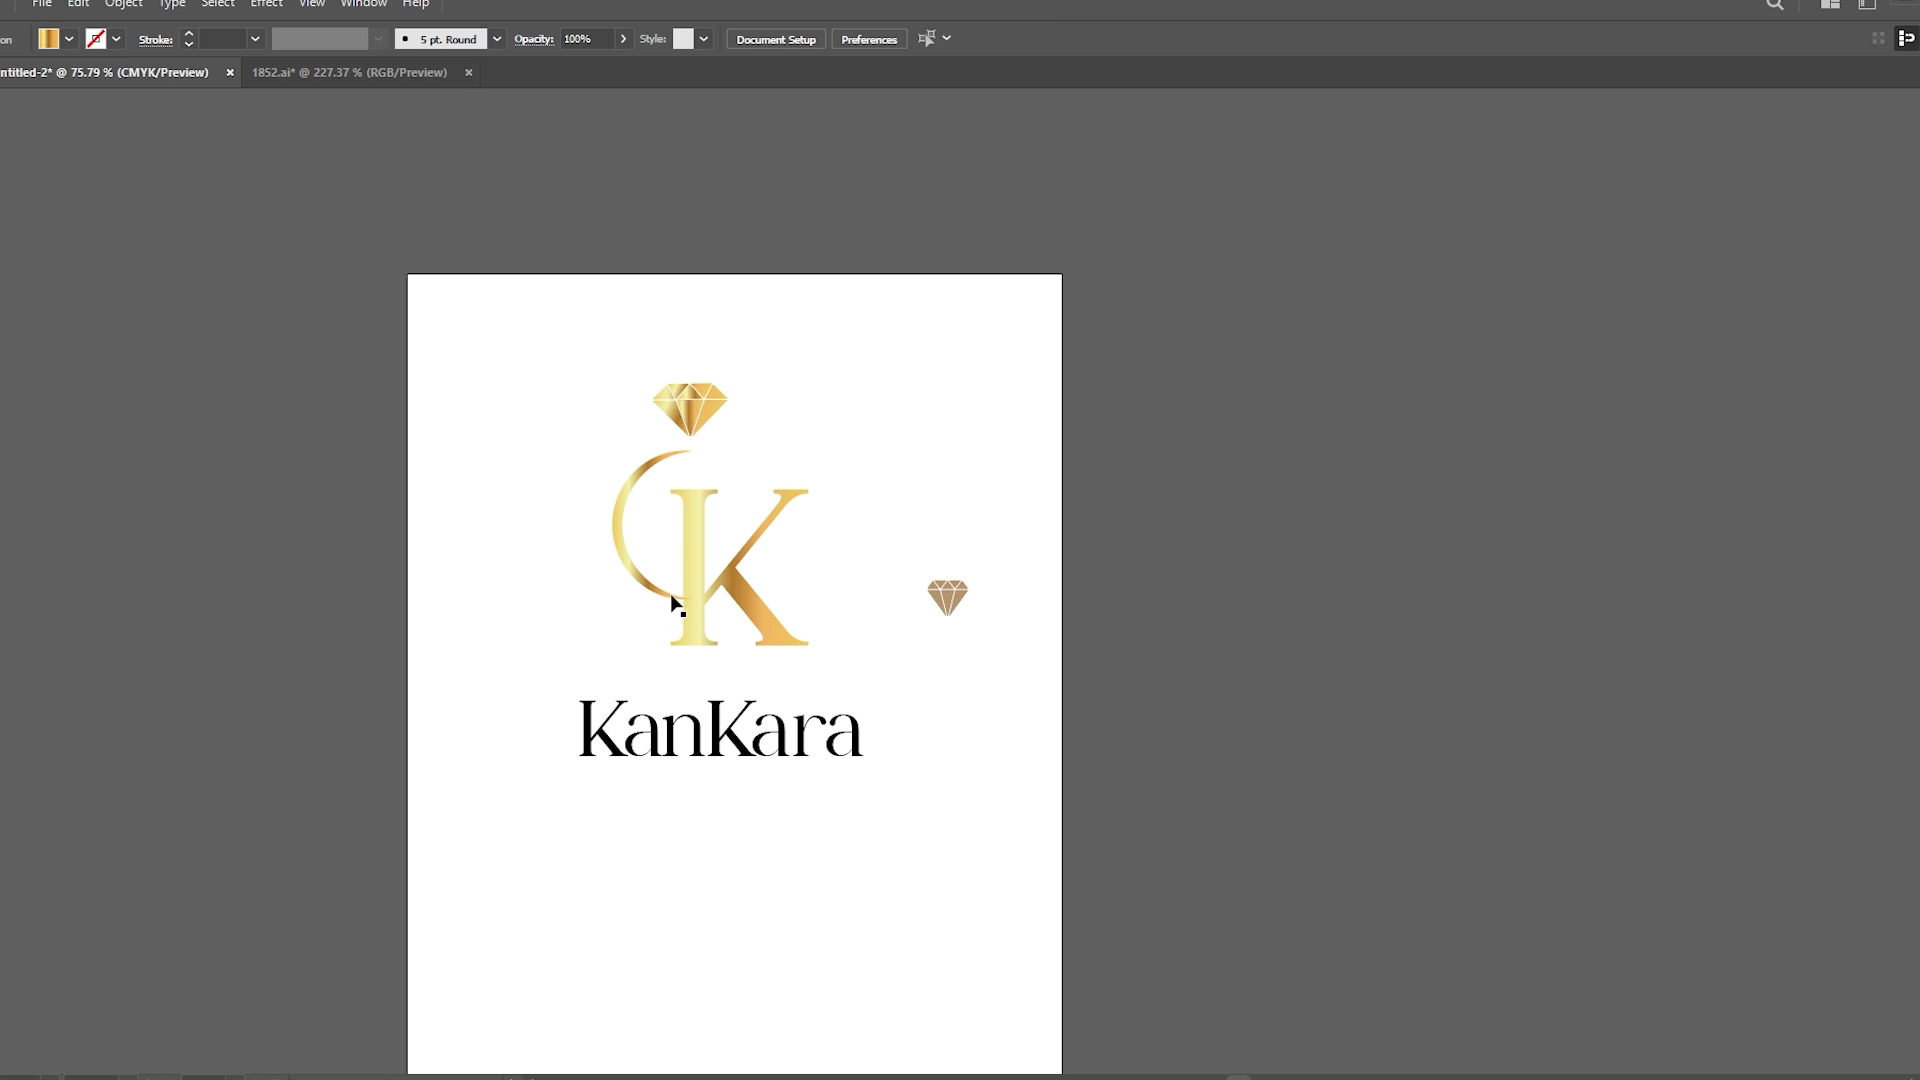 File Edit Object Type Select Effect View Window Help
on Stroke: 5 pt. Round Opacity: 100% Style: Document Setup Preferences
ntitled-2* @ 75.79 % (CMYK/Preview) × 1852.ai* @ 227.37 % (RGB/Preview) ×
K
KanKara